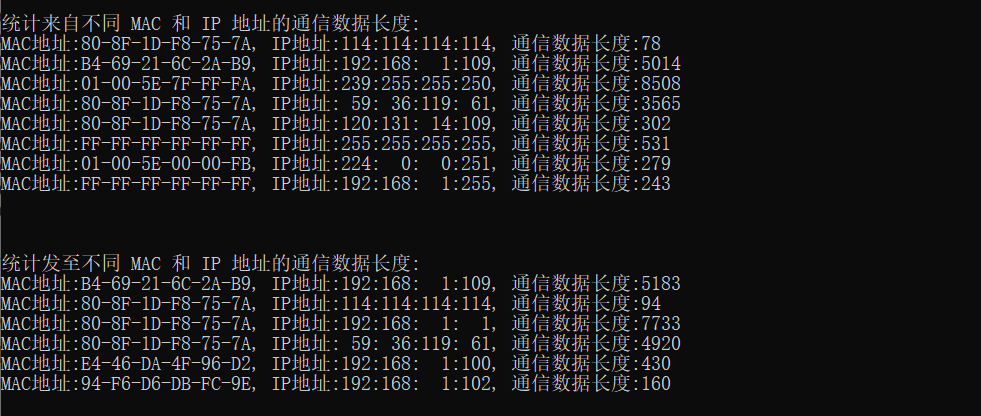 统计来自不同 MAC 和 IP 地址的通信数据长度:
MAC地址:80-8F-1D-F8-75-7A, IP地址:114:114:114:114, 通信数据长度:78
MAC地址:B4-69-21-6C-2A-B9, IP地址:192:168:  1:109, 通信数据长度:5014
MAC地址:01-00-5E-7F-FF-FA, IP地址:239:255:255:250, 通信数据长度:8508
MAC地址:80-8F-1D-F8-75-7A, IP地址: 59: 36:119: 61, 通信数据长度:3565
MAC地址:80-8F-1D-F8-75-7A, IP地址:120:131: 14:109, 通信数据长度:302
MAC地址:FF-FF-FF-FF-FF-FF, IP地址:255:255:255:255, 通信数据长度:531
MAC地址:01-00-5E-00-00-FB, IP地址:224:  0:  0:251, 通信数据长度:279
MAC地址:FF-FF-FF-FF-FF-FF, IP地址:192:168:  1:255, 通信数据长度:243
统计发至不同 MAC 和 IP 地址的通信数据长度:
MAC地址:B4-69-21-6C-2A-B9, IP地址:192:168:  1:109, 通信数据长度:5183
MAC地址:80-8F-1D-F8-75-7A, IP地址:114:114:114:114, 通信数据长度:94
MAC地址:80-8F-1D-F8-75-7A, IP地址:192:168:  1:  1, 通信数据长度:7733
MAC地址:80-8F-1D-F8-75-7A, IP地址: 59: 36:119: 61, 通信数据长度:4920
MAC地址:E4-46-DA-4F-96-D2, IP地址:192:168:  1:100, 通信数据长度:430
MAC地址:94-F6-D6-DB-FC-9E, IP地址:192:168:  1:102, 通信数据长度:160